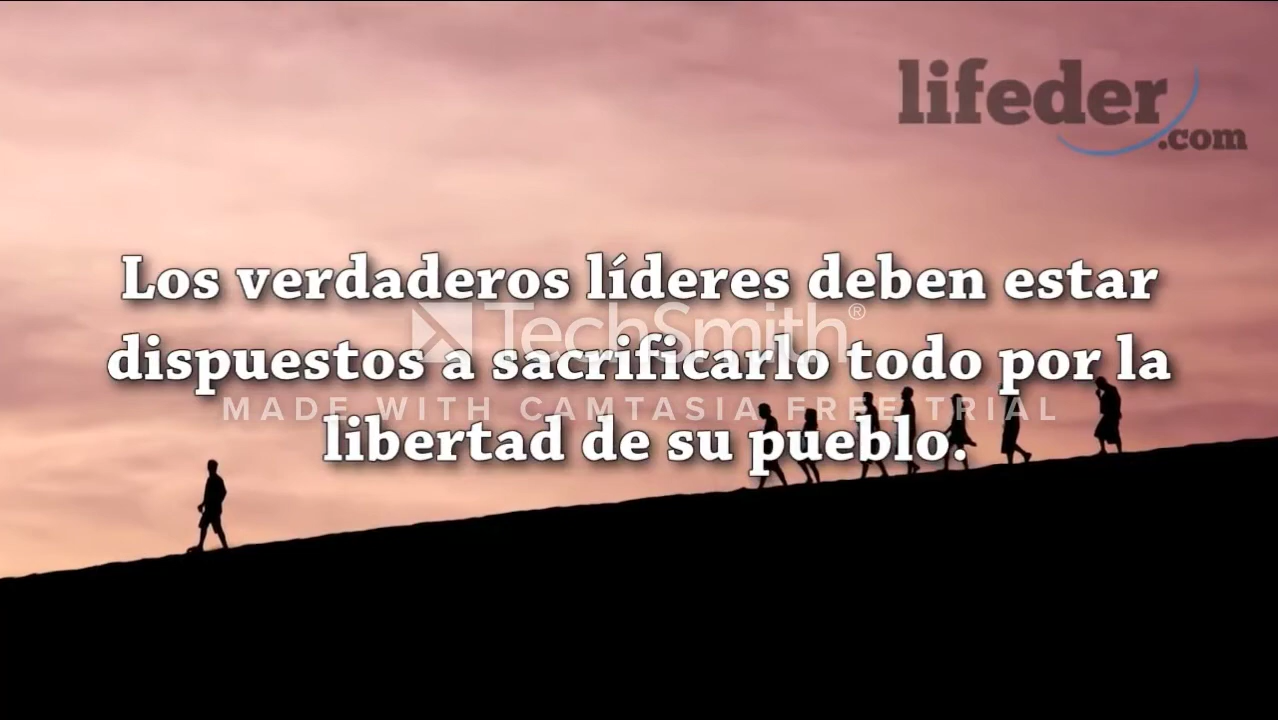 lifeder
.com
Los verdaderos líderes deben estar
TechSmith®
dispuestos a sacrificarlo todo por la
MADE WITH CAMTASIA FREE TRIAL
libertad de su pueblo.